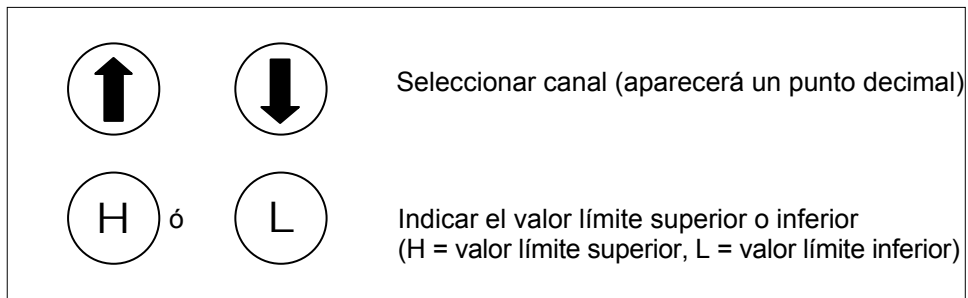 Seleccionar canal (aparecerá un punto decimal)
H ó L Indicar el valor límite superior o inferior
(H = valor límite superior, L = valor límite inferior)